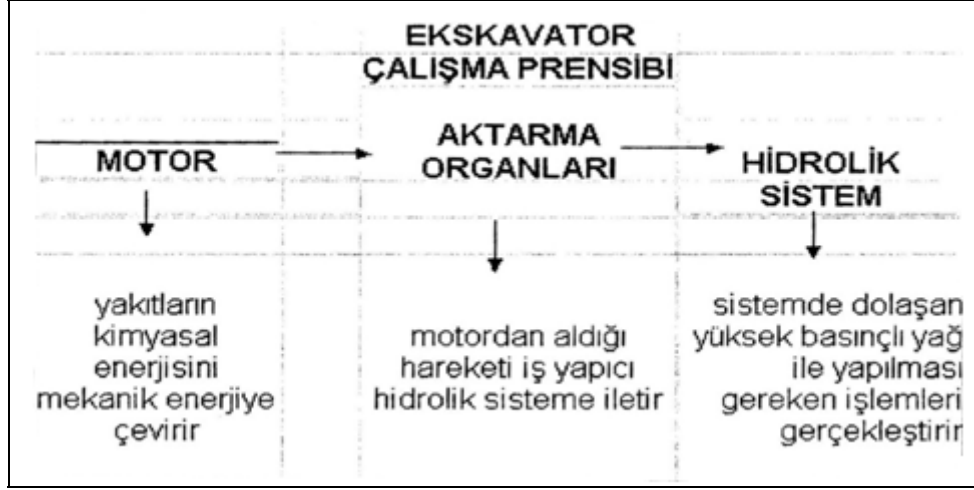 EKSKAVATOR
ÇALIŞMA PRENSİBİ
MOTOR
AKTARMA
ORGANLARI
HİDROLİK
SİSTEM
yakıtların
kimyasal
enerjisini
mekanik enerjiye
çevirir
motordan aldığı
hareketi iş yapıcı
hidrolik sisteme iletir
sistemde dolaşan
yüksek basınçlı yağ
ile yapılması
gereken işlemleri
gerçekleştirir